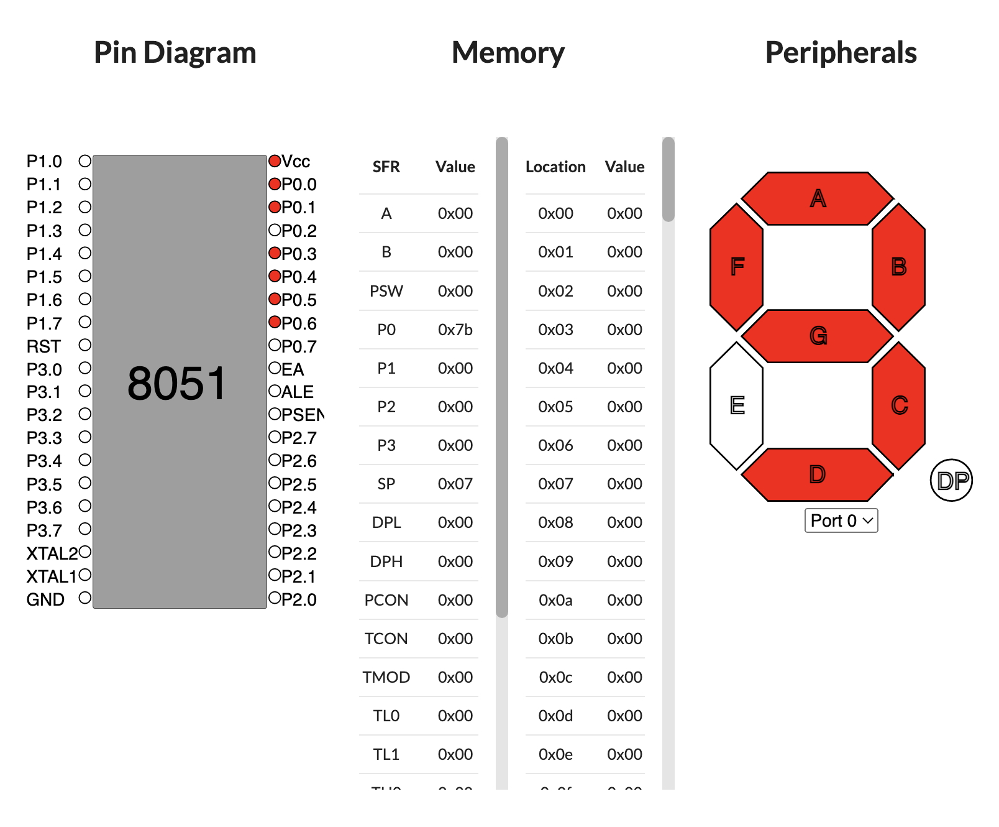 Pin Diagram
P1.0
P1.1
P1.2
P1.3
P1.4
P1.5
P1.6
P1.7
RST
P3.0
P3.1
P3.2
P3.3
P3.4
P3.5
P3.6
P3.7
XTAL2
XTAL1
GND
8051
Vcc
P0.0
P0.1
P0.2
P0.3
P0.4
P0.5
P0.6
P0.7
EA
ALE
PSEN
P2.7
P2.6
P2.5
P2.4
P2.3
P2.2
P2.1
P2.0
Memory
SFR Value
A 0x00
B 0x00
PSW 0x00
P0 0x7b
P1 0x00
P2 0x00
P3 0x00
SP 0x07
DPL 0x00
DPH 0x00
PCON 0x00
TCON 0x00
TMOD 0x00
TL0 0x00
TL1 0x00
Location Value
0x00 0x00
0x01 0x00
0x02 0x00
0x03 0x00
0x04 0x00
0x05 0x00
0x06 0x00
0x07 0x00
0x08 0x00
0x09 0x00
0x0a 0x00
0x0b 0x00
0x0c 0x00
0x0d 0x00
0x0e 0x00
Peripherals
A
F B
G
E C
D DP
Port 0